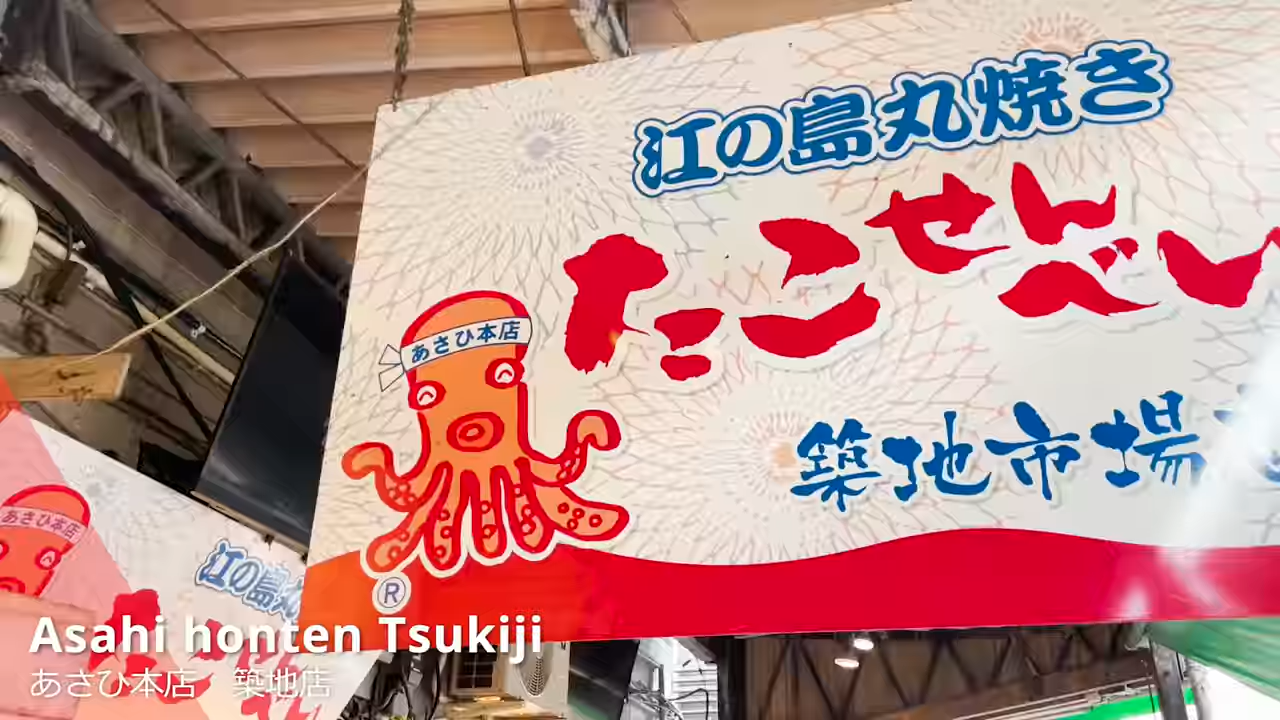 江の島丸焼き
たこせんべい
あさひ本店
築地市場
®
あさひ本店
江の島丸
Asahi honten Tsukiji
あさひ本店 築地店